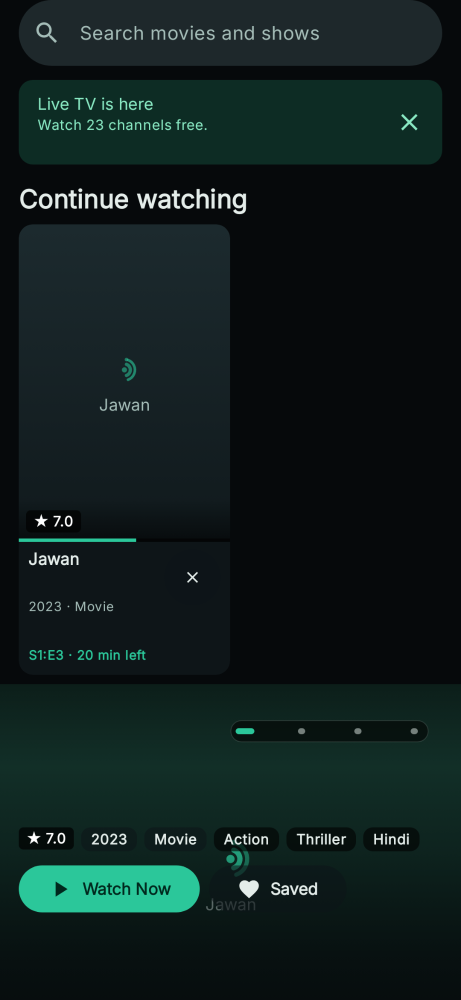 Search movies and shows
Live TV is here
Watch 23 channels free.
Continue watching
Jawan
★ 7.0
Jawan
2023 · Movie
S1:E3 · 20 min left
★ 7.0 2023 Movie Action Thriller Hindi
Watch Now Saved
Jawan